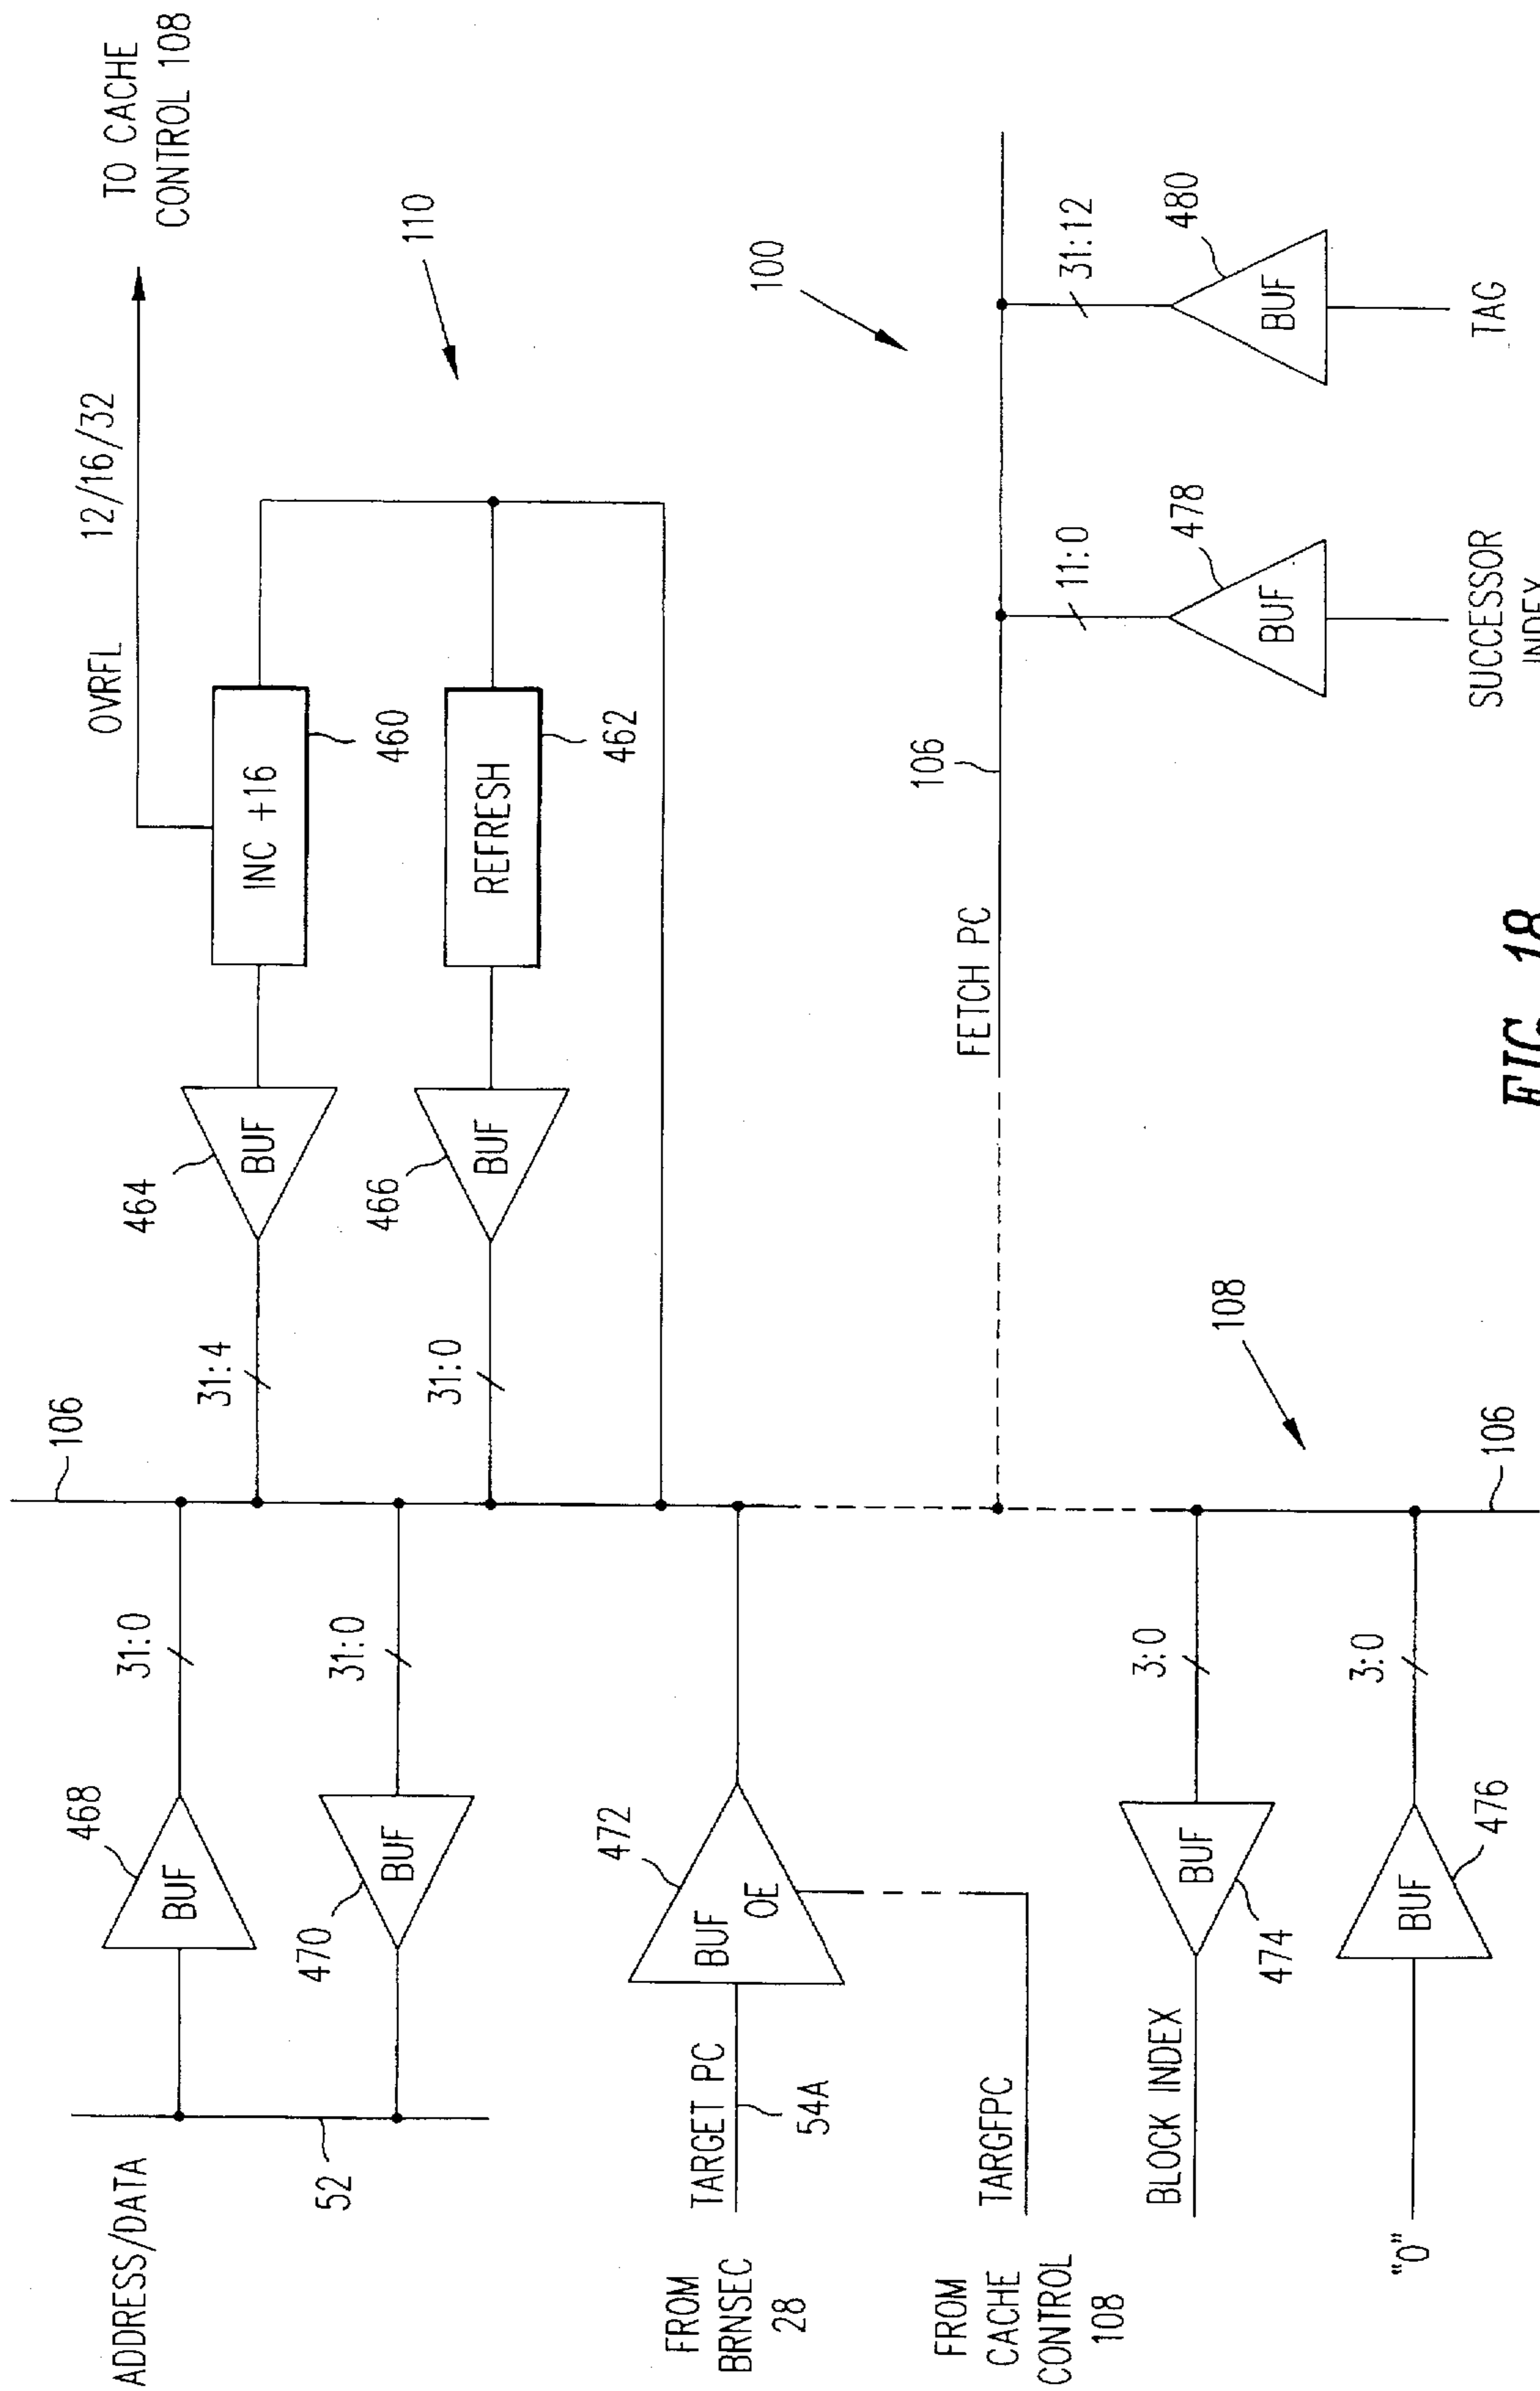 TO CACHE
CONTROL 108
OVRFL 12/16/32
110
INC +16
460
REFRESH
462
BUF
464
BUF
466
31:4
31:0
106
ADDRESS/DATA
52
BUF
468
31:0
BUF
470
31:0
FROM
BRNSEC
28
TARGET PC
54A
BUF
OE
472
FROM
CACHE
CONTROL
108
TARGFPC
FETCH PC
106
100
11:0
BUF
478
SUCCESSOR
INDEX
31:12
BUF
480
TAG
108
BLOCK INDEX
BUF
474
3:0
"0"
BUF
476
3:0
106
FIG. 18